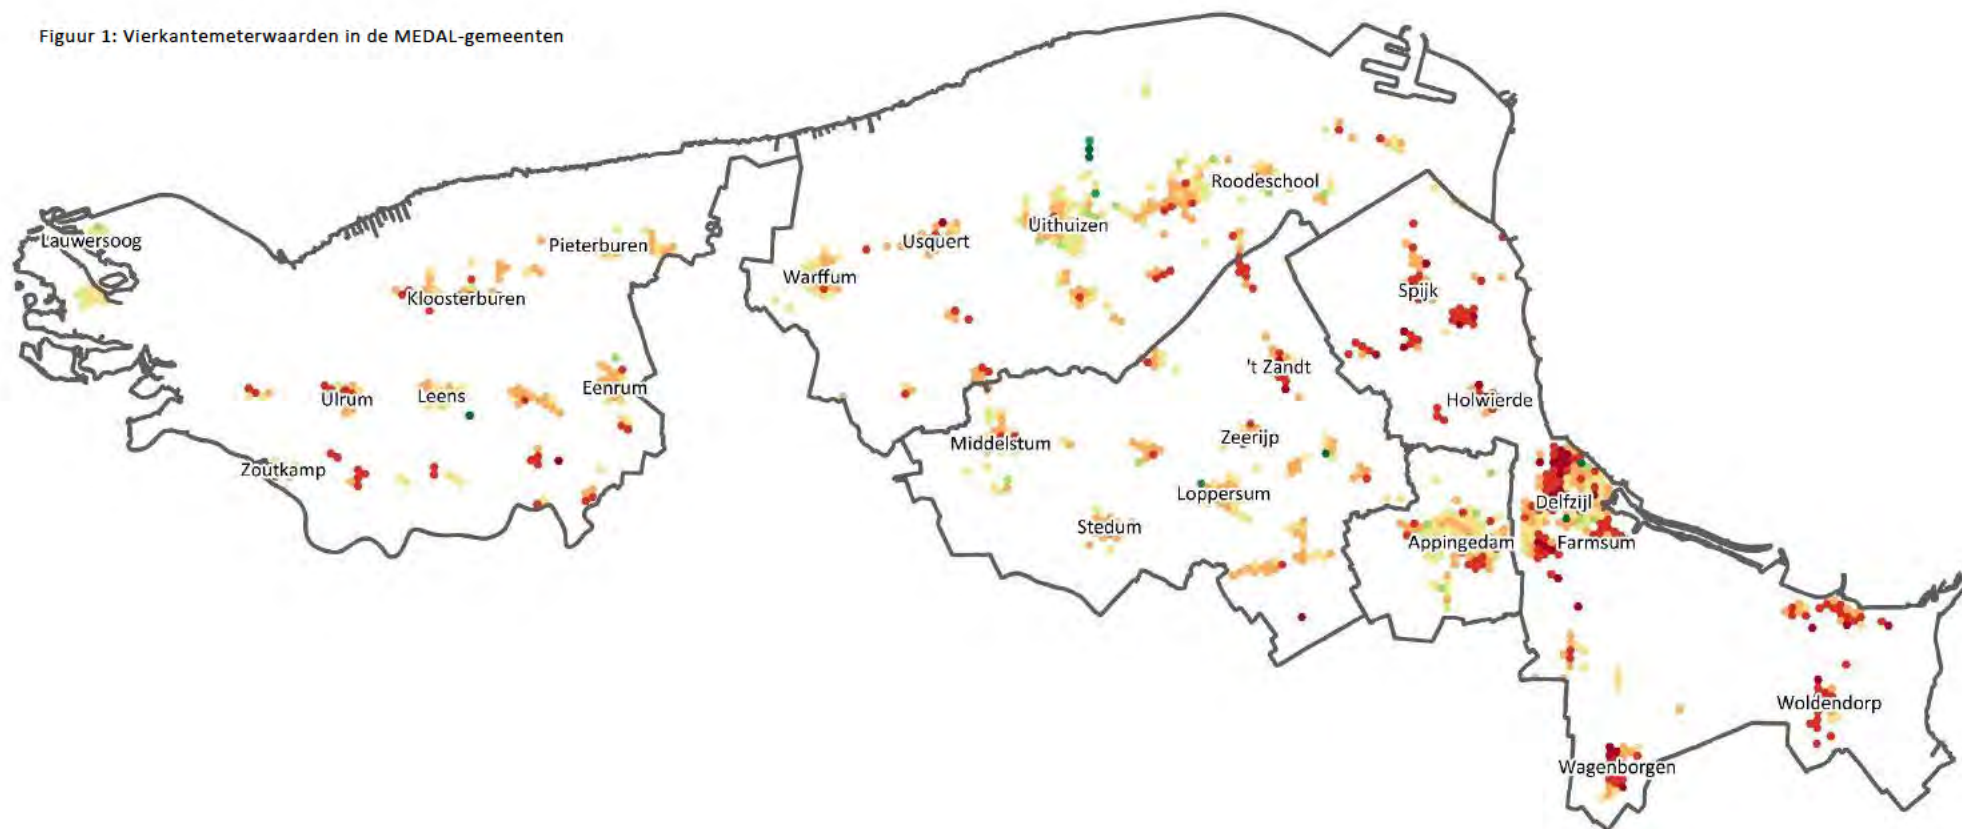 Figuur 1: Vierkantemeterwaarden in de MEDAL-gemeenten
Roodeschool
Lauwersoog
Pieterburen
Usquert
Uithuizen
Warffum
Kloosterburen
Spijk
't Zandt
Eenrum
Ulrum
Leens
Holwierde
Middelstum
Zeerijp
Zoutkamp
Loppersum
Delfzijl
Stedum
Appingedam
Farmsum
Woldendorp
Wagenborgen